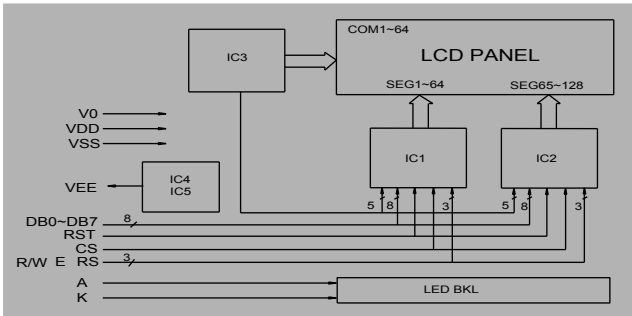 COM1~64
LCD PANEL
SEG1~64 SEG65~128
IC3
V0
VDD
VSS
IC1 IC2
IC4
IC5
VEE
5 8 3 5 8 3
DB0~DB7 8
RST
CS
R/W E RS 3
A
K
LED BKL